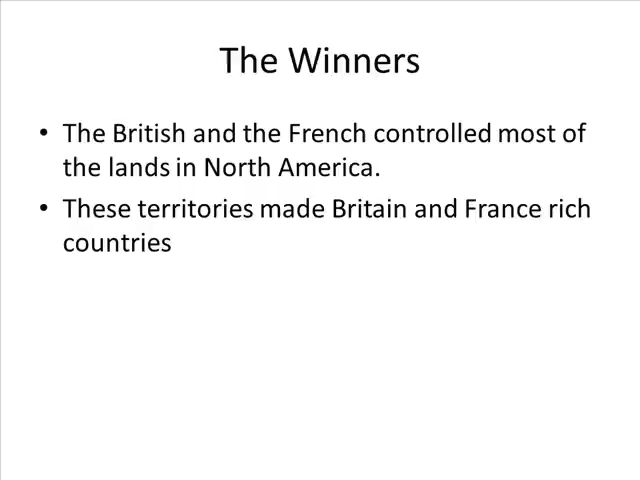 The Winners
• The British and the French controlled most of
the lands in North America.
• These territories made Britain and France rich
countries